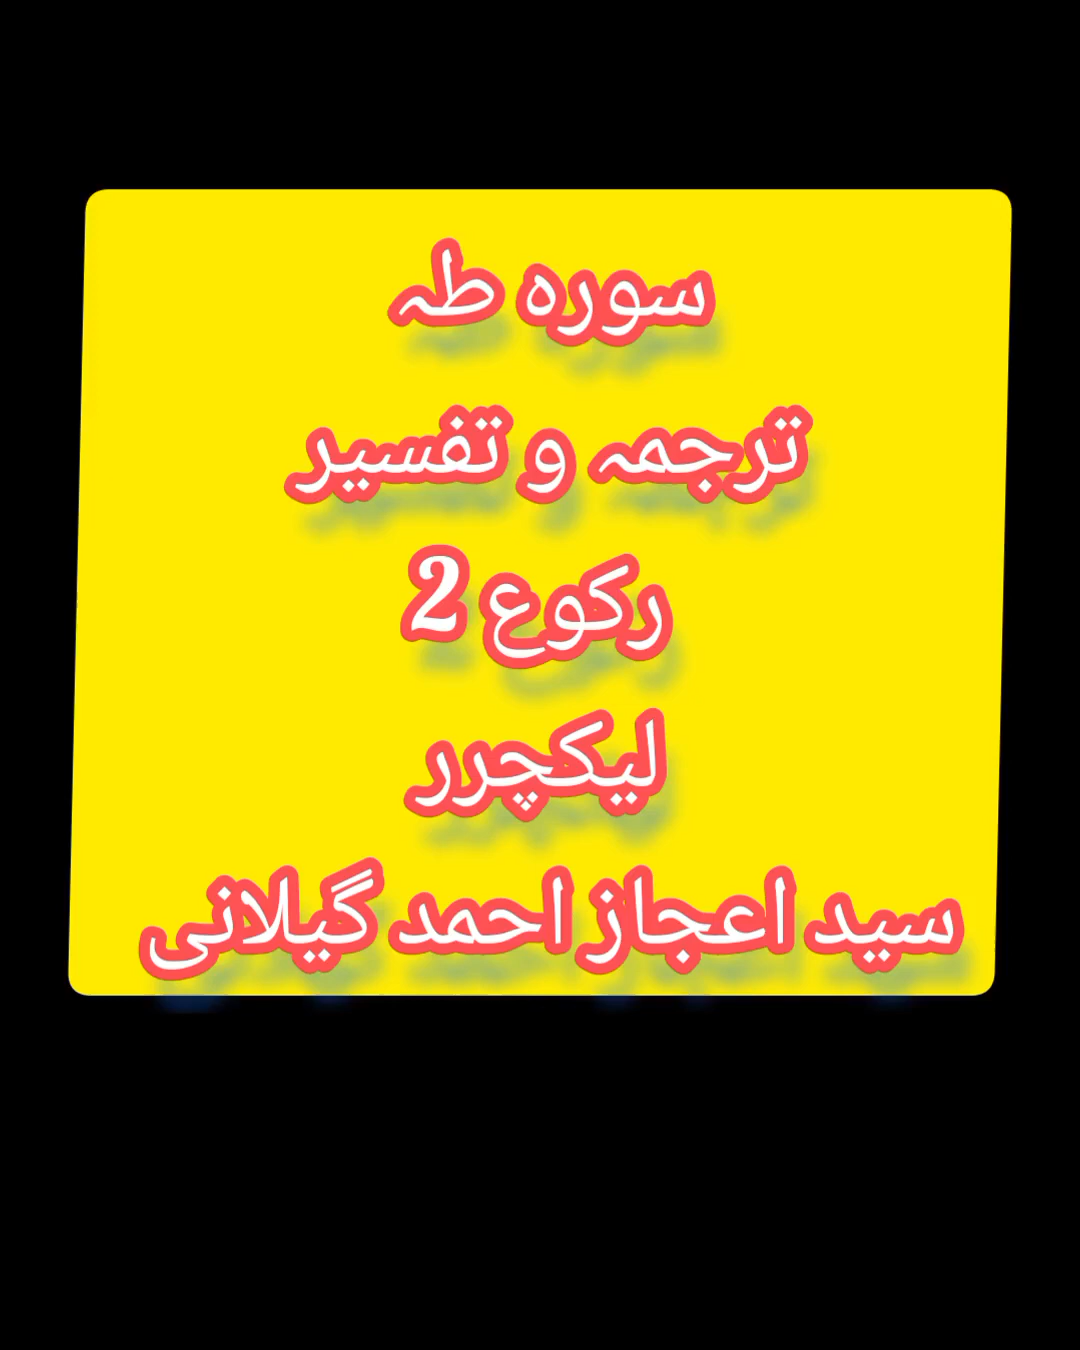 سورہ طہ
ترجمہ و تفسیر
رکوع 2
لیکچرر
سید اعجاز احمد گیلانی